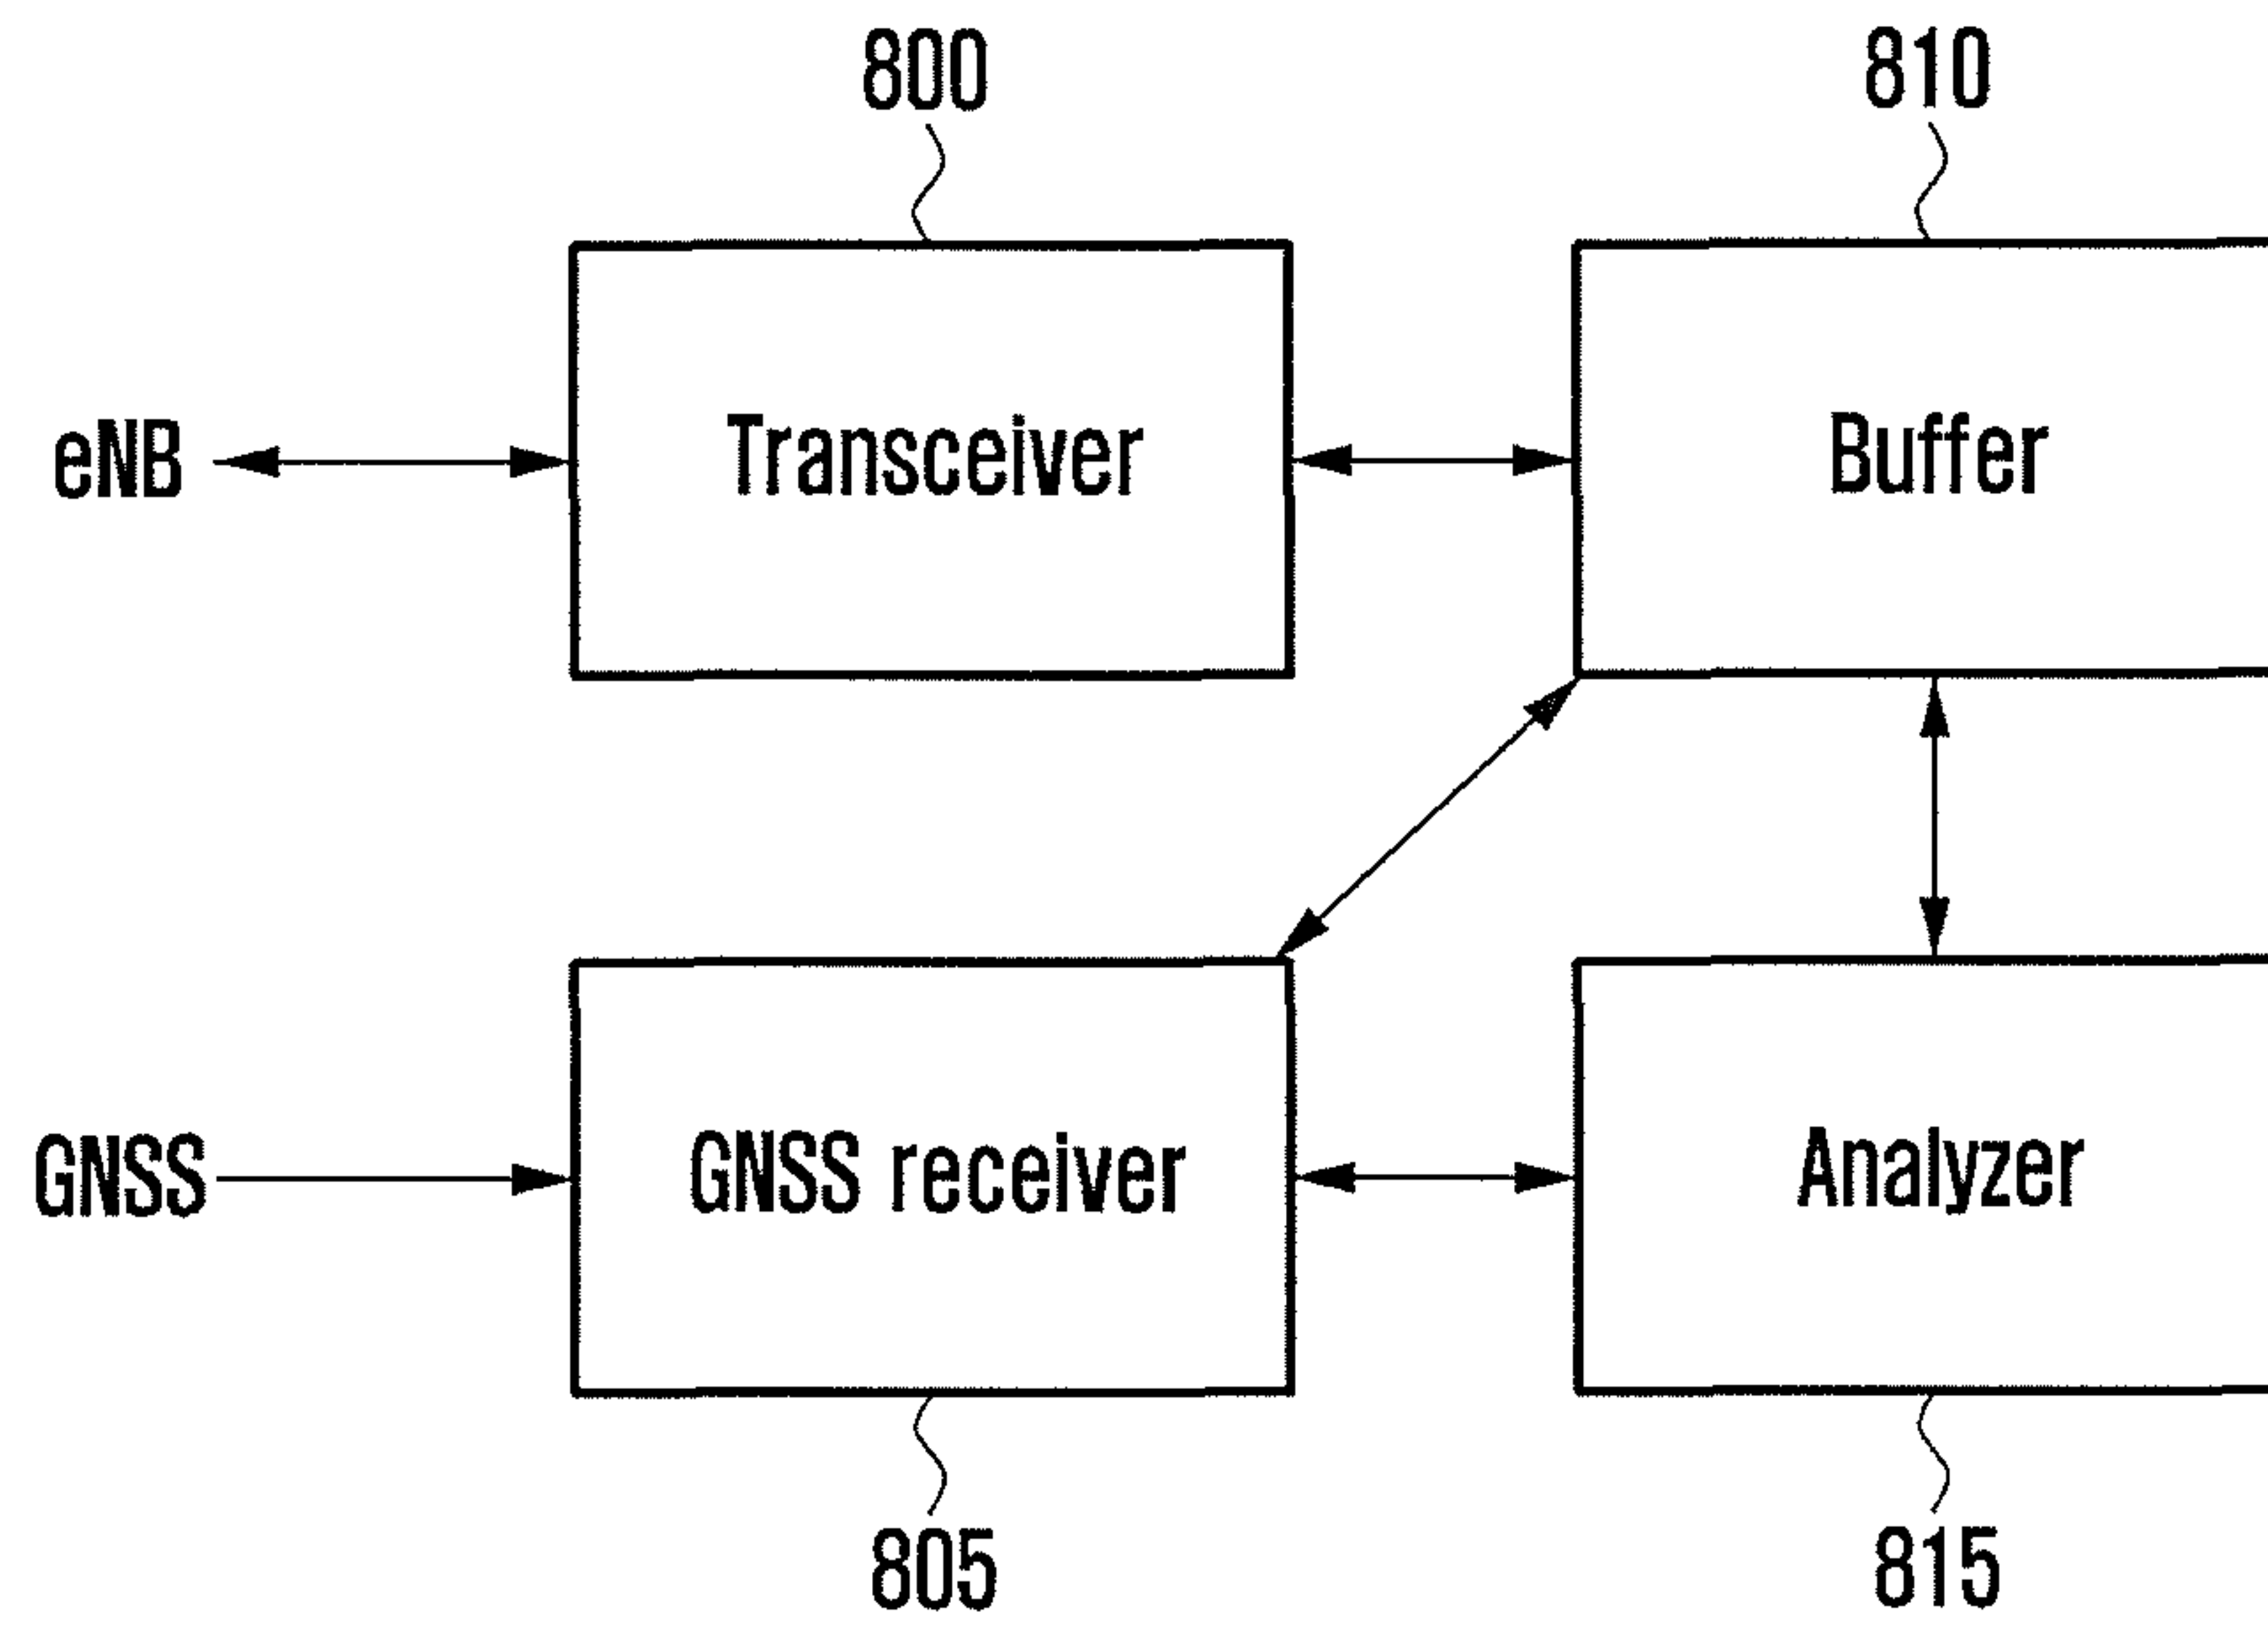 800
810
eNB
Transceiver
Buffer
GNSS
GNSS receiver
Analyzer
805
815